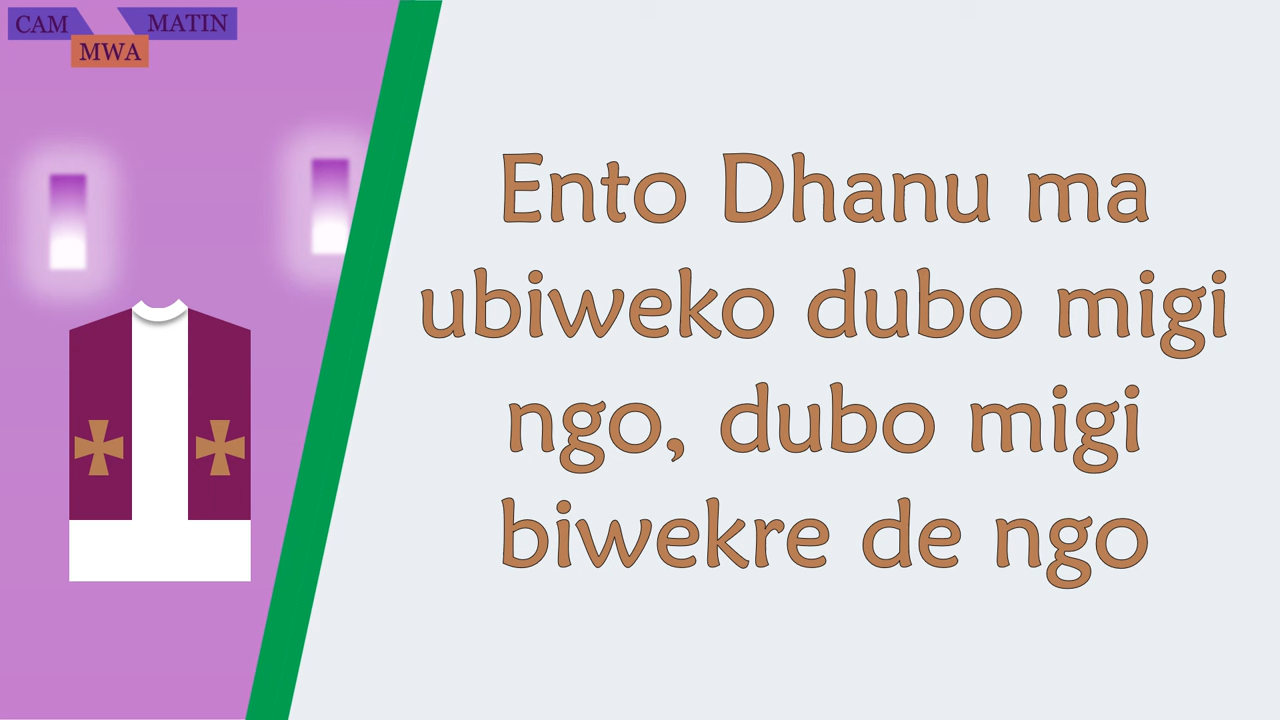 CAM MATIN
MWA
Ento Dhanu ma
ubiweko dubo migi
ngo, dubo migi
biwekre de ngo